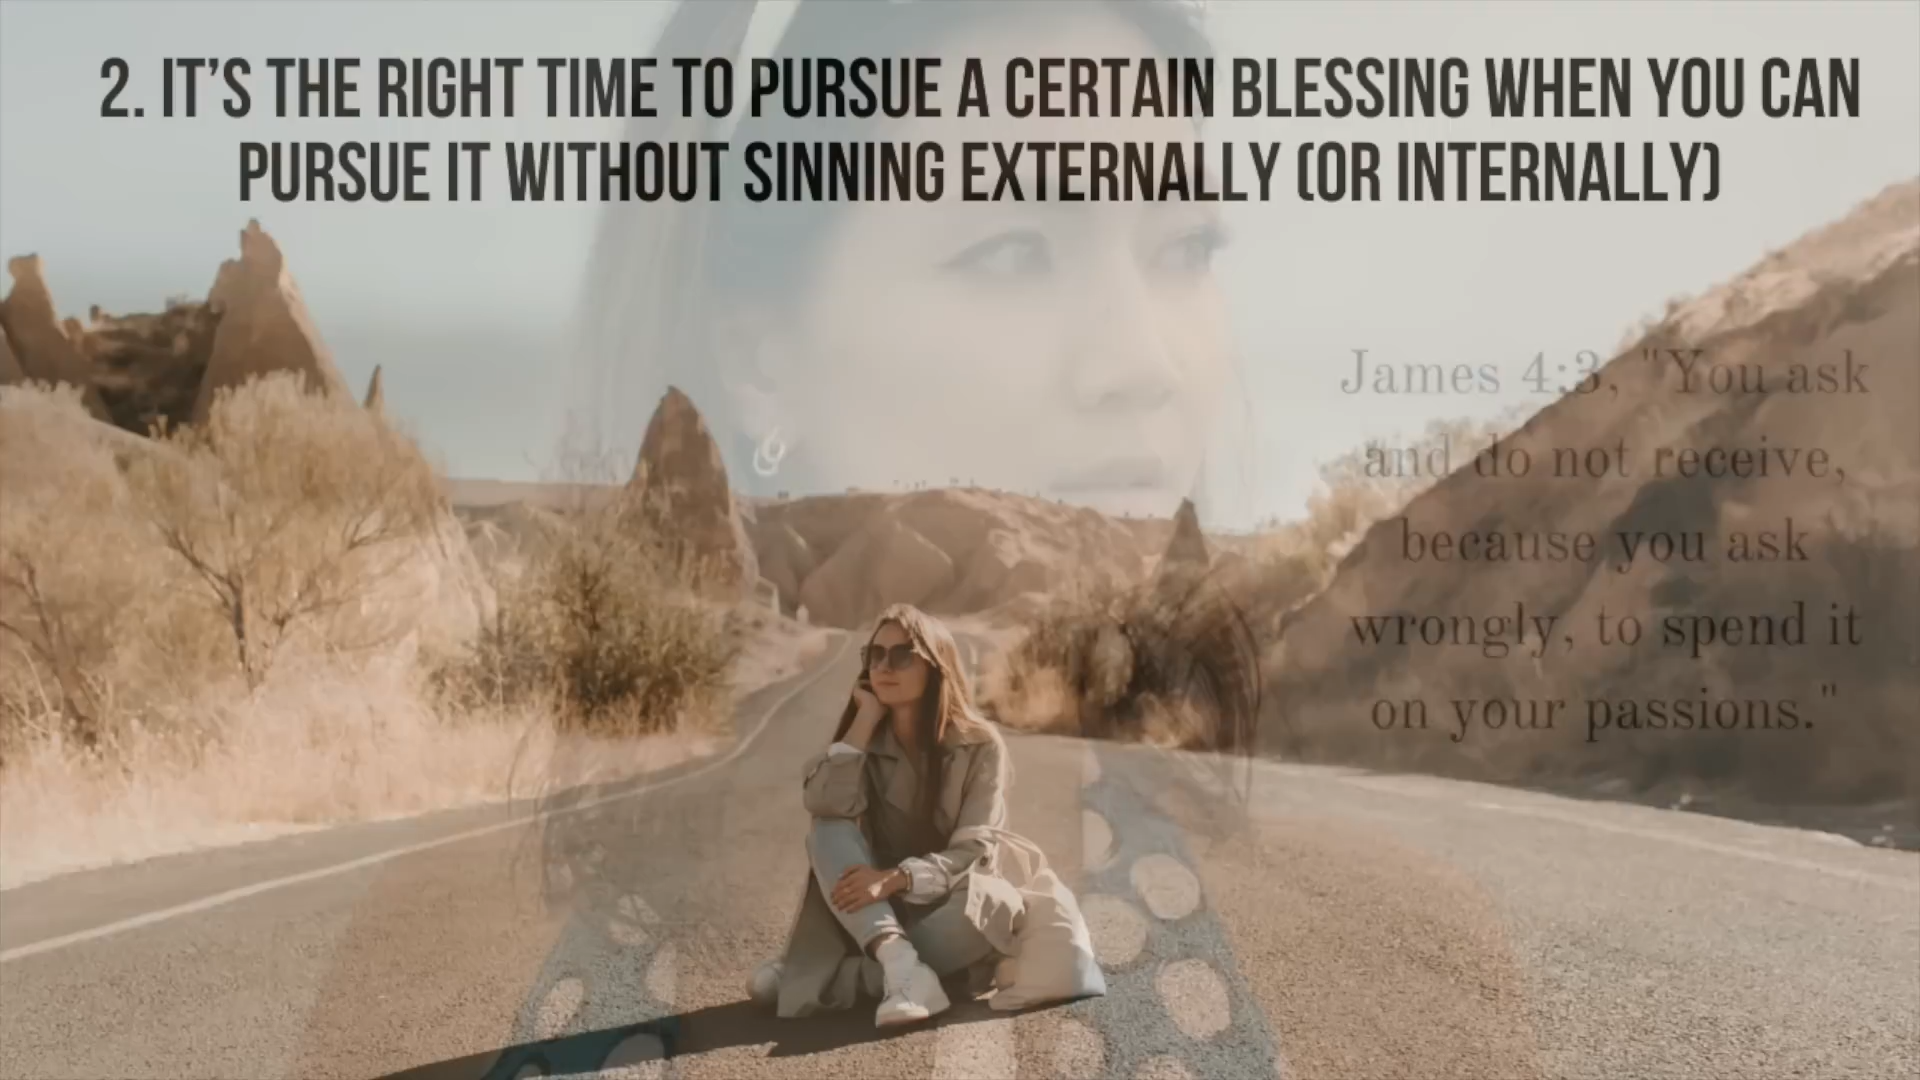 2. IT'S THE RIGHT TIME TO PURSUE A CERTAIN BLESSING WHEN YOU CAN
PURSUE IT WITHOUT SINNING EXTERNALLY (OR INTERNALLY)
James 4:3, "You ask
and do not receive,
because you ask
wrongly, to spend it
on your passions."